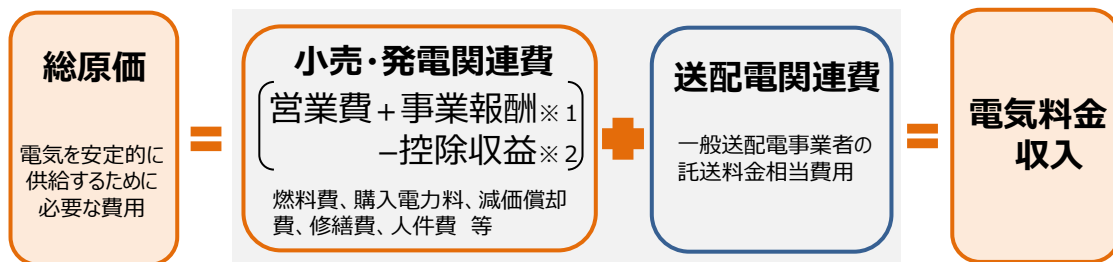 総原価
電気を安定的に
供給するために
必要な費用
=
小売・発電関連費
営業費+事業報酬※1
−控除収益※2
燃料費、購入電力料、減価償却
費、修繕費、人件費 等
+
送配電関連費
一般送配電事業者の
託送料金相当費用
=
電気料金
収入